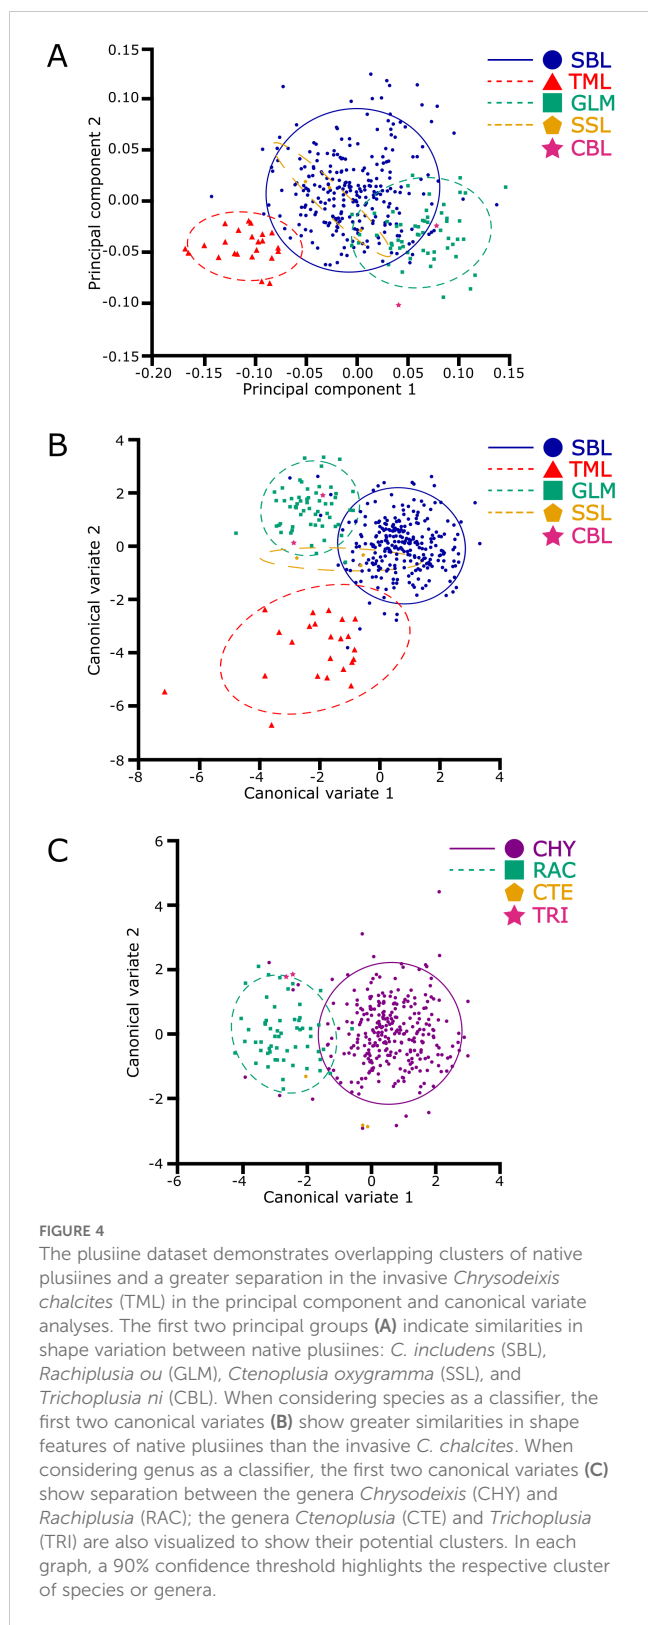 A
0.15
0.10
0.05
0.00
-0.05
-0.10
-0.15
Principal component 2
-0.20 -0.15 -0.10 -0.05 0.00 0.05 0.10 0.15
Principal component 1
SBL
TML
GLM
SSL
CBL
B
4
2
0
-2
-4
-6
-8
Canonical variate 2
-8 -6 -4 -2 0 2 4
Canonical variate 1
SBL
TML
GLM
SSL
CBL
C
6
4
2
0
-2
-4
Canonical variate 2
-6 -4 -2 0 2 4
Canonical variate 1
CHY
RAC
CTE
TRI
FIGURE 4
The plusiine dataset demonstrates overlapping clusters of native
plusiines and a greater separation in the invasive Chrysodeixis
chalcites (TML) in the principal component and canonical variate
analyses. The first two principal groups (A) indicate similarities in
shape variation between native plusiines: C. includens (SBL),
Rachiplusia ou (GLM), Ctenoplusia oxygramma (SSL), and
Trichoplusia ni (CBL). When considering species as a classifier, the
first two canonical variates (B) show greater similarities in shape
features of native plusiines than the invasive C. chalcites. When
considering genus as a classifier, the first two canonical variates (C)
show separation between the genera Chrysodeixis (CHY) and
Rachiplusia (RAC); the genera Ctenoplusia (CTE) and Trichoplusia
(TRI) are also visualized to show their potential clusters. In each
graph, a 90% confidence threshold highlights the respective cluster
of species or genera.